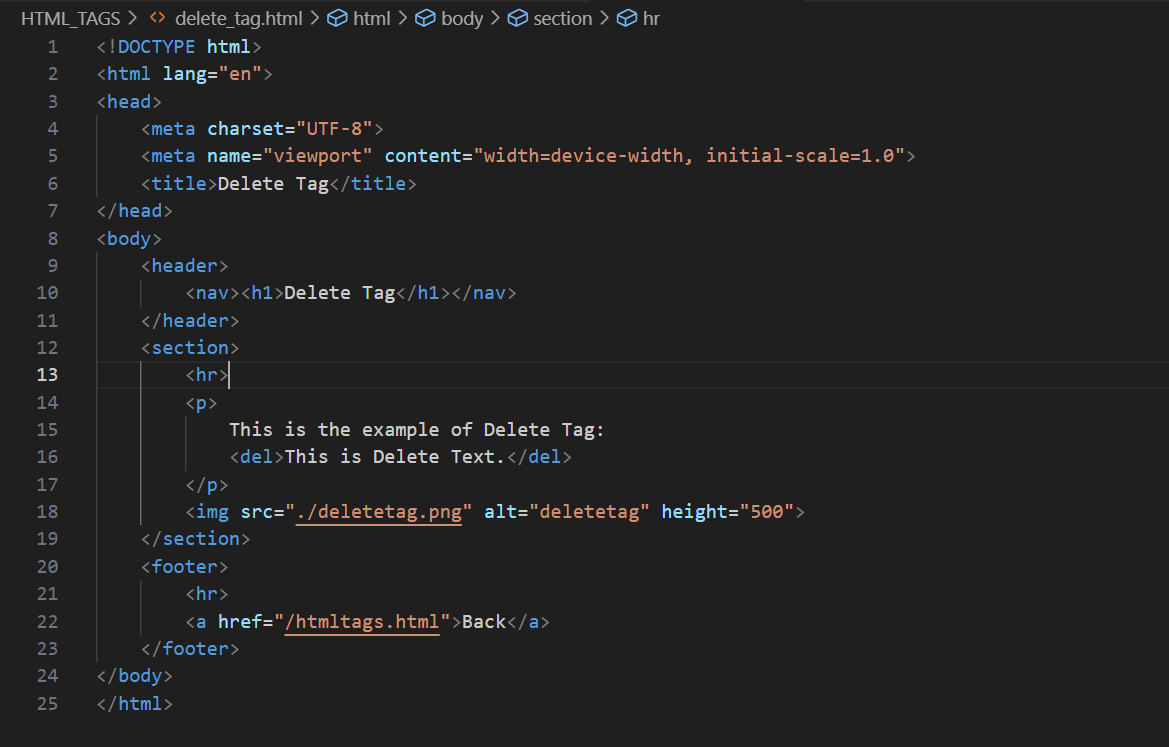 HTML_TAGS > <> delete_tag.html > html > body > section > hr
1 <!DOCTYPE html>
2 <html lang="en">
3 <head>
4     <meta charset="UTF-8">
5     <meta name="viewport" content="width=device-width, initial-scale=1.0">
6     <title>Delete Tag</title>
7 </head>
8 <body>
9     <header>
10         <nav><h1>Delete Tag</h1></nav>
11     </header>
12     <section>
13         <hr>
14         <p>
15             This is the example of Delete Tag:
16             <del>This is Delete Text.</del>
17         </p>
18         <img src="./deletetag.png" alt="deletetag" height="500">
19     </section>
20     <footer>
21         <hr>
22         <a href="/htmltags.html">Back</a>
23     </footer>
24 </body>
25 </html>